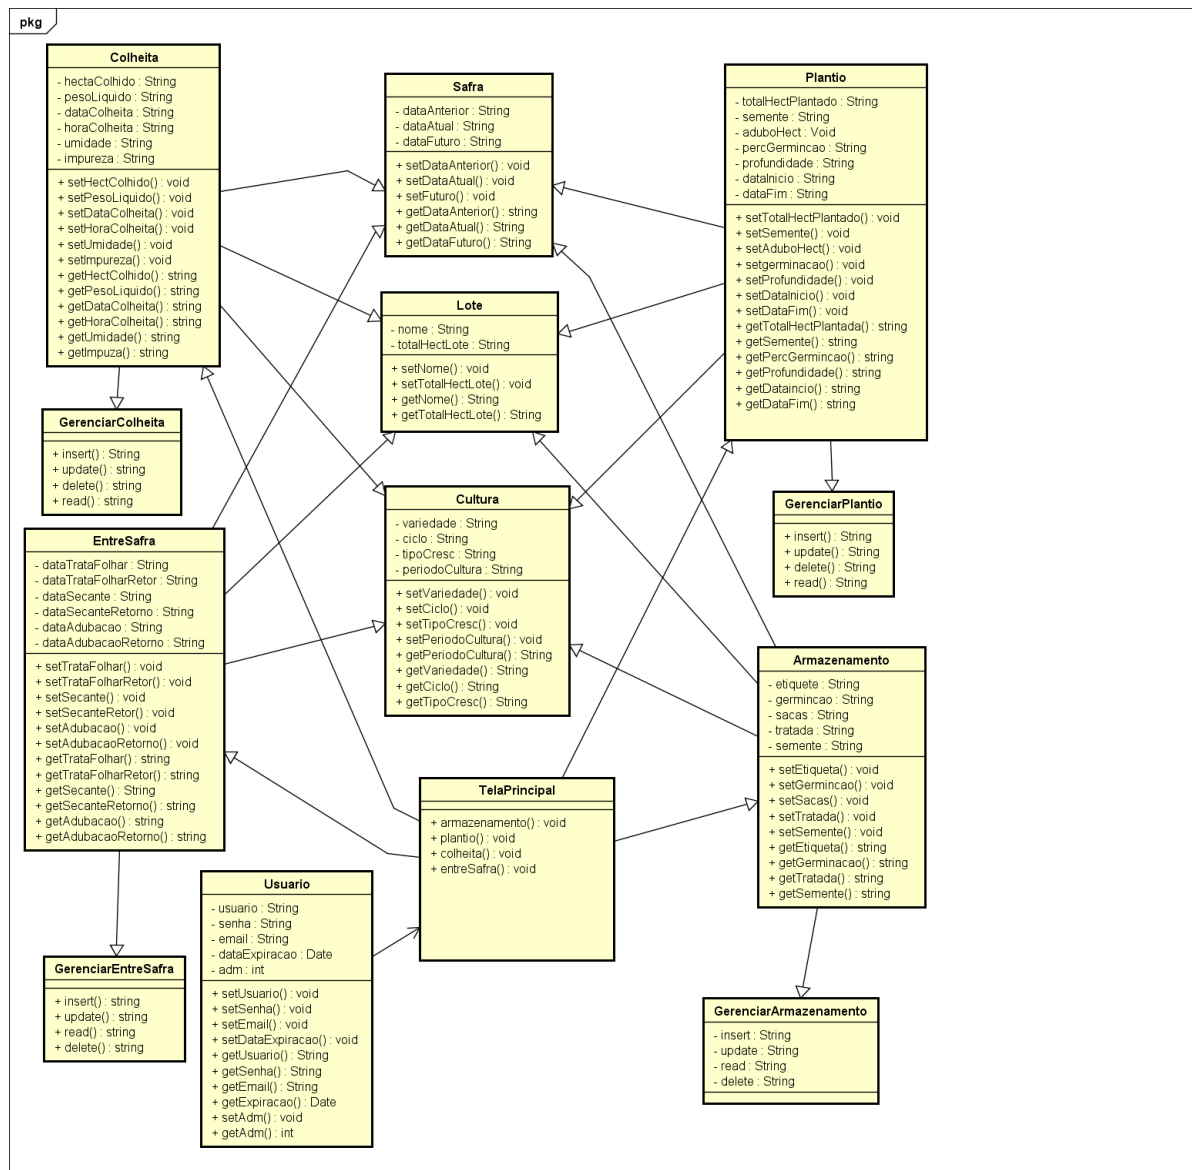 pkg
Colheita
- hectaColhido : String
- pesoLiquido : String
- dataColheita : String
- horaColheita : String
- umidade : String
- impureza : String
+ setHectColhido() : void
+ setPesoLiquido() : void
+ setDataColheita() : void
+ setHoraColheita() : void
+ setUmidade() : void
+ setImpureza() : void
+ getHectColhido() : string
+ getPesoLiquido() : string
+ getDataColheita() : string
+ getHoraColheita() : string
+ getUmidade() : string
+ getImpuza() : string
Safra
- dataAnterior : String
- dataAtual : String
- dataFuturo : String
+ setDataAnterior() : void
+ setDataAtual() : void
+ setFuturo() : void
+ getDataAnterior() : string
+ getDataAtual() : String
+ getDataFuturo() : String
Plantio
- totalHectPlantado : String
- semente : String
- aduboHect : Void
- percGermincao : String
- profundidade : String
- dataInicio : String
- dataFim : String
+ setTotalHectPlantado() : void
+ setSemente() : void
+ setAduboHect() : void
+ setgerminacao() : void
+ setProfundidade() : void
+ setDataInicio() : void
+ setDataFim() : void
+ getTotalHectPlantada() : string
+ getSemente() : string
+ getPercGermincao() : string
+ getProfundidade() : string
+ getDataincio() : string
+ getDataFim() : string
Lote
- nome : String
- totalHectLote : String
+ setNome() : void
+ setTotalHectLote() : void
+ getNome() : String
+ getTotalHectLote() : String
GerenciarColheita
+ insert() : String
+ update() : string
+ delete() : string
+ read() : string
Cultura
- variedade : String
- ciclo : String
- tipoCresc : String
- periodoCultura : String
+ setVariedade() : void
+ setCiclo() : void
+ setTipoCresc() : void
+ setPeriodoCultura() : void
+ getPeriodoCultura() : String
+ getVariedade() : String
+ getCiclo() : String
+ getTipoCresc() : String
GerenciarPlantio
+ insert() : String
+ update() : String
+ delete() : String
+ read() : String
EntreSafra
- dataTrataFolhar : String
- dataTrataFolharRetor : String
- dataSecante : String
- dataSecanteRetorno : String
- dataAdubacao : String
- dataAdubacaoRetorno : String
+ setTrataFolhar() : void
+ setTrataFolharRetor() : void
+ setSecante() : void
+ setSecanteRetor() : void
+ setAdubacao() : void
+ setAdubacaoRetorno() : void
+ getTrataFolhar() : string
+ getTrataFolharRetor() : string
+ getSecante() : String
+ getSecanteRetorno() : string
+ getAdubacao() : string
+ getAdubacaoRetorno() : string
Armazenamento
- etiquete : String
- germincao : String
- sacas : String
- tratada : String
- semente : String
+ setEtiqueta() : void
+ setGermincao() : void
+ setSacas() : void
+ setTratada() : void
+ setSemente() : void
+ getEtiqueta() : string
+ getGerminacao() : string
+ getTratada() : string
+ getSemente() : string
TelaPrincipal
+ armazenamento() : void
+ plantio() : void
+ colheita() : void
+ entreSafra() : void
Usuario
- usuario : String
- senha : String
- email : String
- dataExpiracao : Date
- adm : int
+ setUsuario() : void
+ setSenha() : void
+ setEmail() : void
+ setDataExpiracao() : void
+ getUsuario() : String
+ getSenha() : String
+ getEmail() : String
+ getExpiracao() : Date
+ setAdm() : void
+ getAdm() : int
GerenciarEntreSafra
+ insert() : string
+ update() : string
+ read() : string
+ delete() : string
GerenciarArmazenamento
- insert : String
- update : String
- read : String
- delete : String